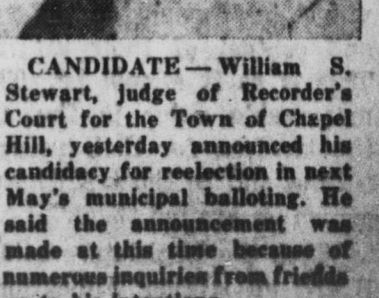 CANDIDATE — William S.
Stewart, judge of Recorder's
Court for the Town of Chapel
Hill, yesterday announced his
candidacy for reelection in next
May's municipal balloting. He
said the announcement was
made at this time because of
numerous inquiries from friedds
his